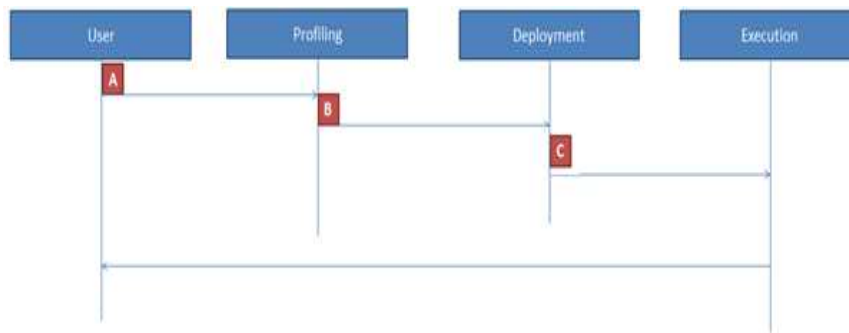 User
Profiling
Deployment
Execution
A
B
C